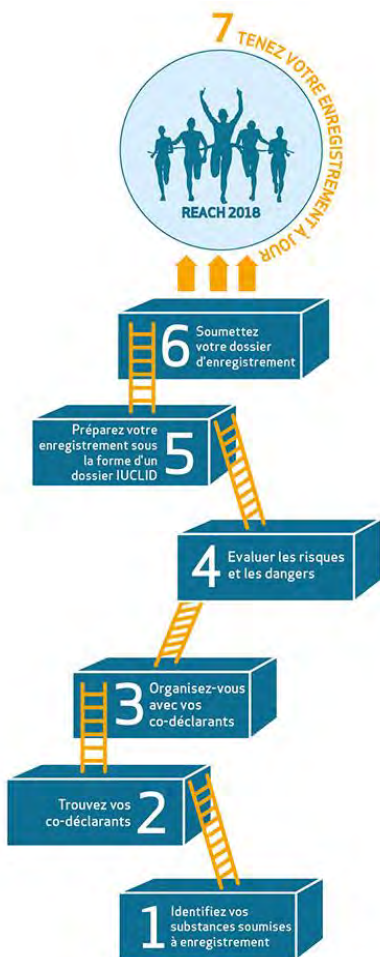 7 TENEZ VOTRE ENREGISTREMENT À JOUR
REACH 2018
6 Soumettez
votre dossier
d'enregistrement
5 Préparez votre
enregistrement sous
la forme d'un
dossier IUCLID
4 Evaluer les risques
et les dangers
3 Organisez-vous
avec vos
co-déclarants
2 Trouvez vos
co-déclarants
1 Identifiez vos
substances soumises
à enregistrement